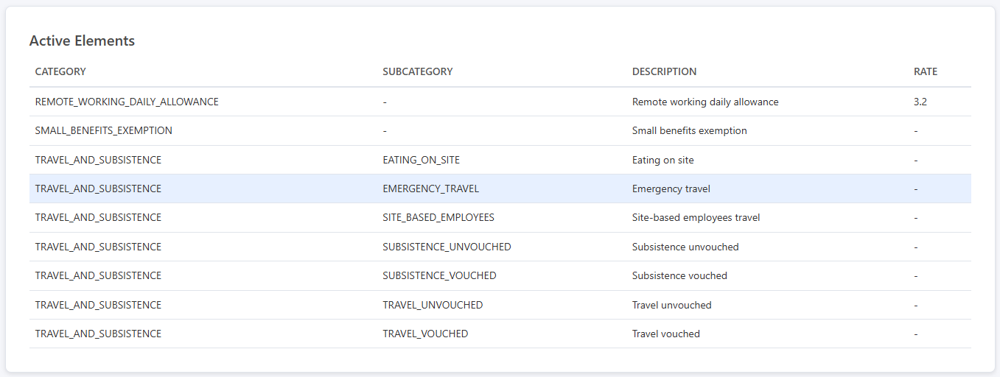 Active Elements
CATEGORY SUBCATEGORY DESCRIPTION RATE
REMOTE_WORKING_DAILY_ALLOWANCE - Remote working daily allowance 3.2
SMALL_BENEFITS_EXEMPTION - Small benefits exemption -
TRAVEL_AND_SUBSISTENCE EATING_ON_SITE Eating on site -
TRAVEL_AND_SUBSISTENCE EMERGENCY_TRAVEL Emergency travel -
TRAVEL_AND_SUBSISTENCE SITE_BASED_EMPLOYEES Site-based employees travel -
TRAVEL_AND_SUBSISTENCE SUBSISTENCE_UNVOUCHED Subsistence unvouched -
TRAVEL_AND_SUBSISTENCE SUBSISTENCE_VOUCHED Subsistence vouched -
TRAVEL_AND_SUBSISTENCE TRAVEL_UNVOUCHED Travel unvouched -
TRAVEL_AND_SUBSISTENCE TRAVEL_VOUCHED Travel vouched -